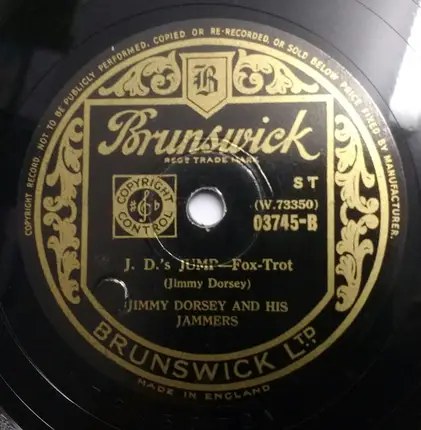 COPYRIGHT RECORD NOT TO BE PUBLICLY PERFORMED, COPIED OR RE-RECORDED, OR SOLD BELOW PRICE FIXED BY MANUFACTURER.
B
Brunswick
REGD TRADE MARK
COPYRIGHT
CONTROL
ST
(W.73350)
03745-B
J. D.'s JUMP—Fox-Trot
(Jimmy Dorsey)
JIMMY DORSEY AND HIS
JAMMERS
BRUNSWICK LTD.
MADE IN ENGLAND